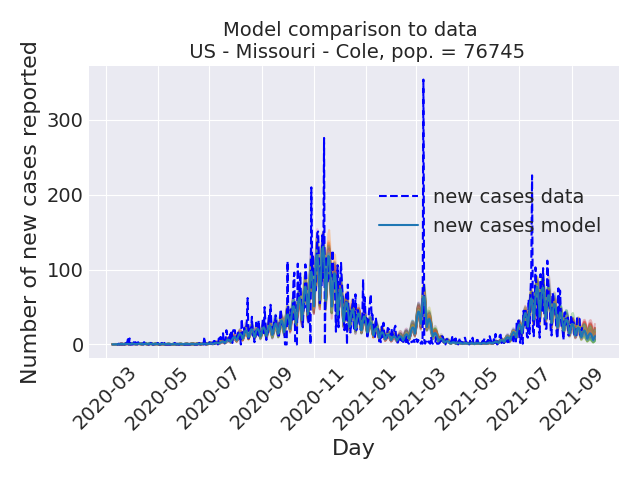 Model comparison to data
US - Missouri - Cole, pop. = 76745
Number of new cases reported
300
200
100
0
new cases data
new cases model
2020-03
2020-05
2020-07
2020-09
2020-11
2021-01
2021-03
2021-05
2021-07
2021-09
Day